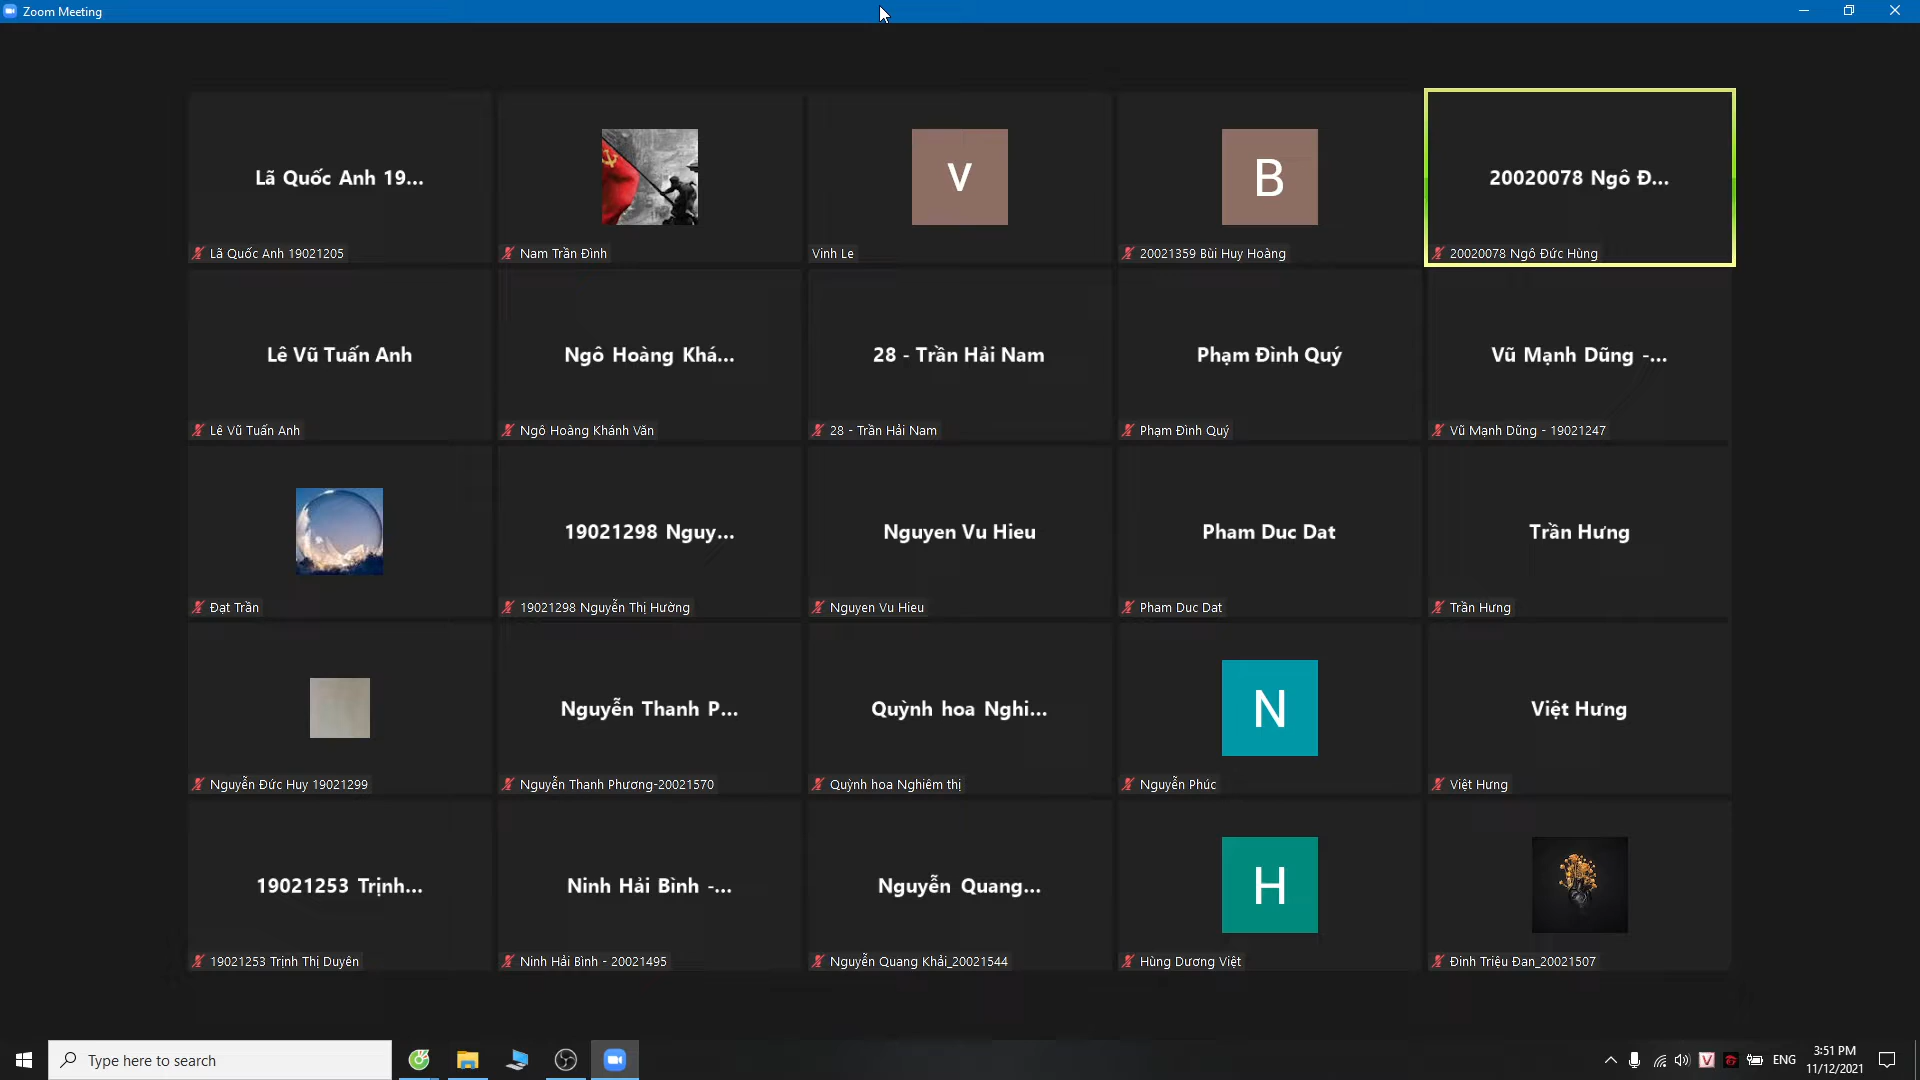 Zoom Meeting
Lã Quốc Anh 19...
Lã Quốc Anh 19021205
Nam Trần Đình
V
Vinh Le
B
20021359 Bùi Huy Hoàng
20020078 Ngô Đ...
20020078 Ngô Đức Hùng
Lê Vũ Tuấn Anh
Lê Vũ Tuấn Anh
Ngô Hoàng Khá...
Ngô Hoàng Khánh Văn
28 - Trần Hải Nam
28 - Trần Hải Nam
Phạm Đình Quý
Phạm Đình Quý
Vũ Mạnh Dũng -...
Vũ Mạnh Dũng - 19021247
Đạt Trần
19021298 Nguy...
19021298 Nguyễn Thị Hường
Nguyen Vu Hieu
Nguyen Vu Hieu
Pham Duc Dat
Pham Duc Dat
Trần Hưng
Trần Hưng
Nguyễn Đức Huy 19021299
Nguyễn Thanh P...
Nguyễn Thanh Phương-20021570
Quỳnh hoa Nghi...
Quỳnh hoa Nghiêm thị
N
Nguyễn Phúc
Việt Hưng
Việt Hưng
19021253 Trịnh...
19021253 Trịnh Thị Duyên
Ninh Hải Bình -...
Ninh Hải Bình - 20021495
Nguyễn Quang...
Nguyễn Quang Khải_20021544
H
Hùng Dương Việt
Đinh Triệu Đan_20021507
Type here to search
V
ENG
3:51 PM
11/12/2021